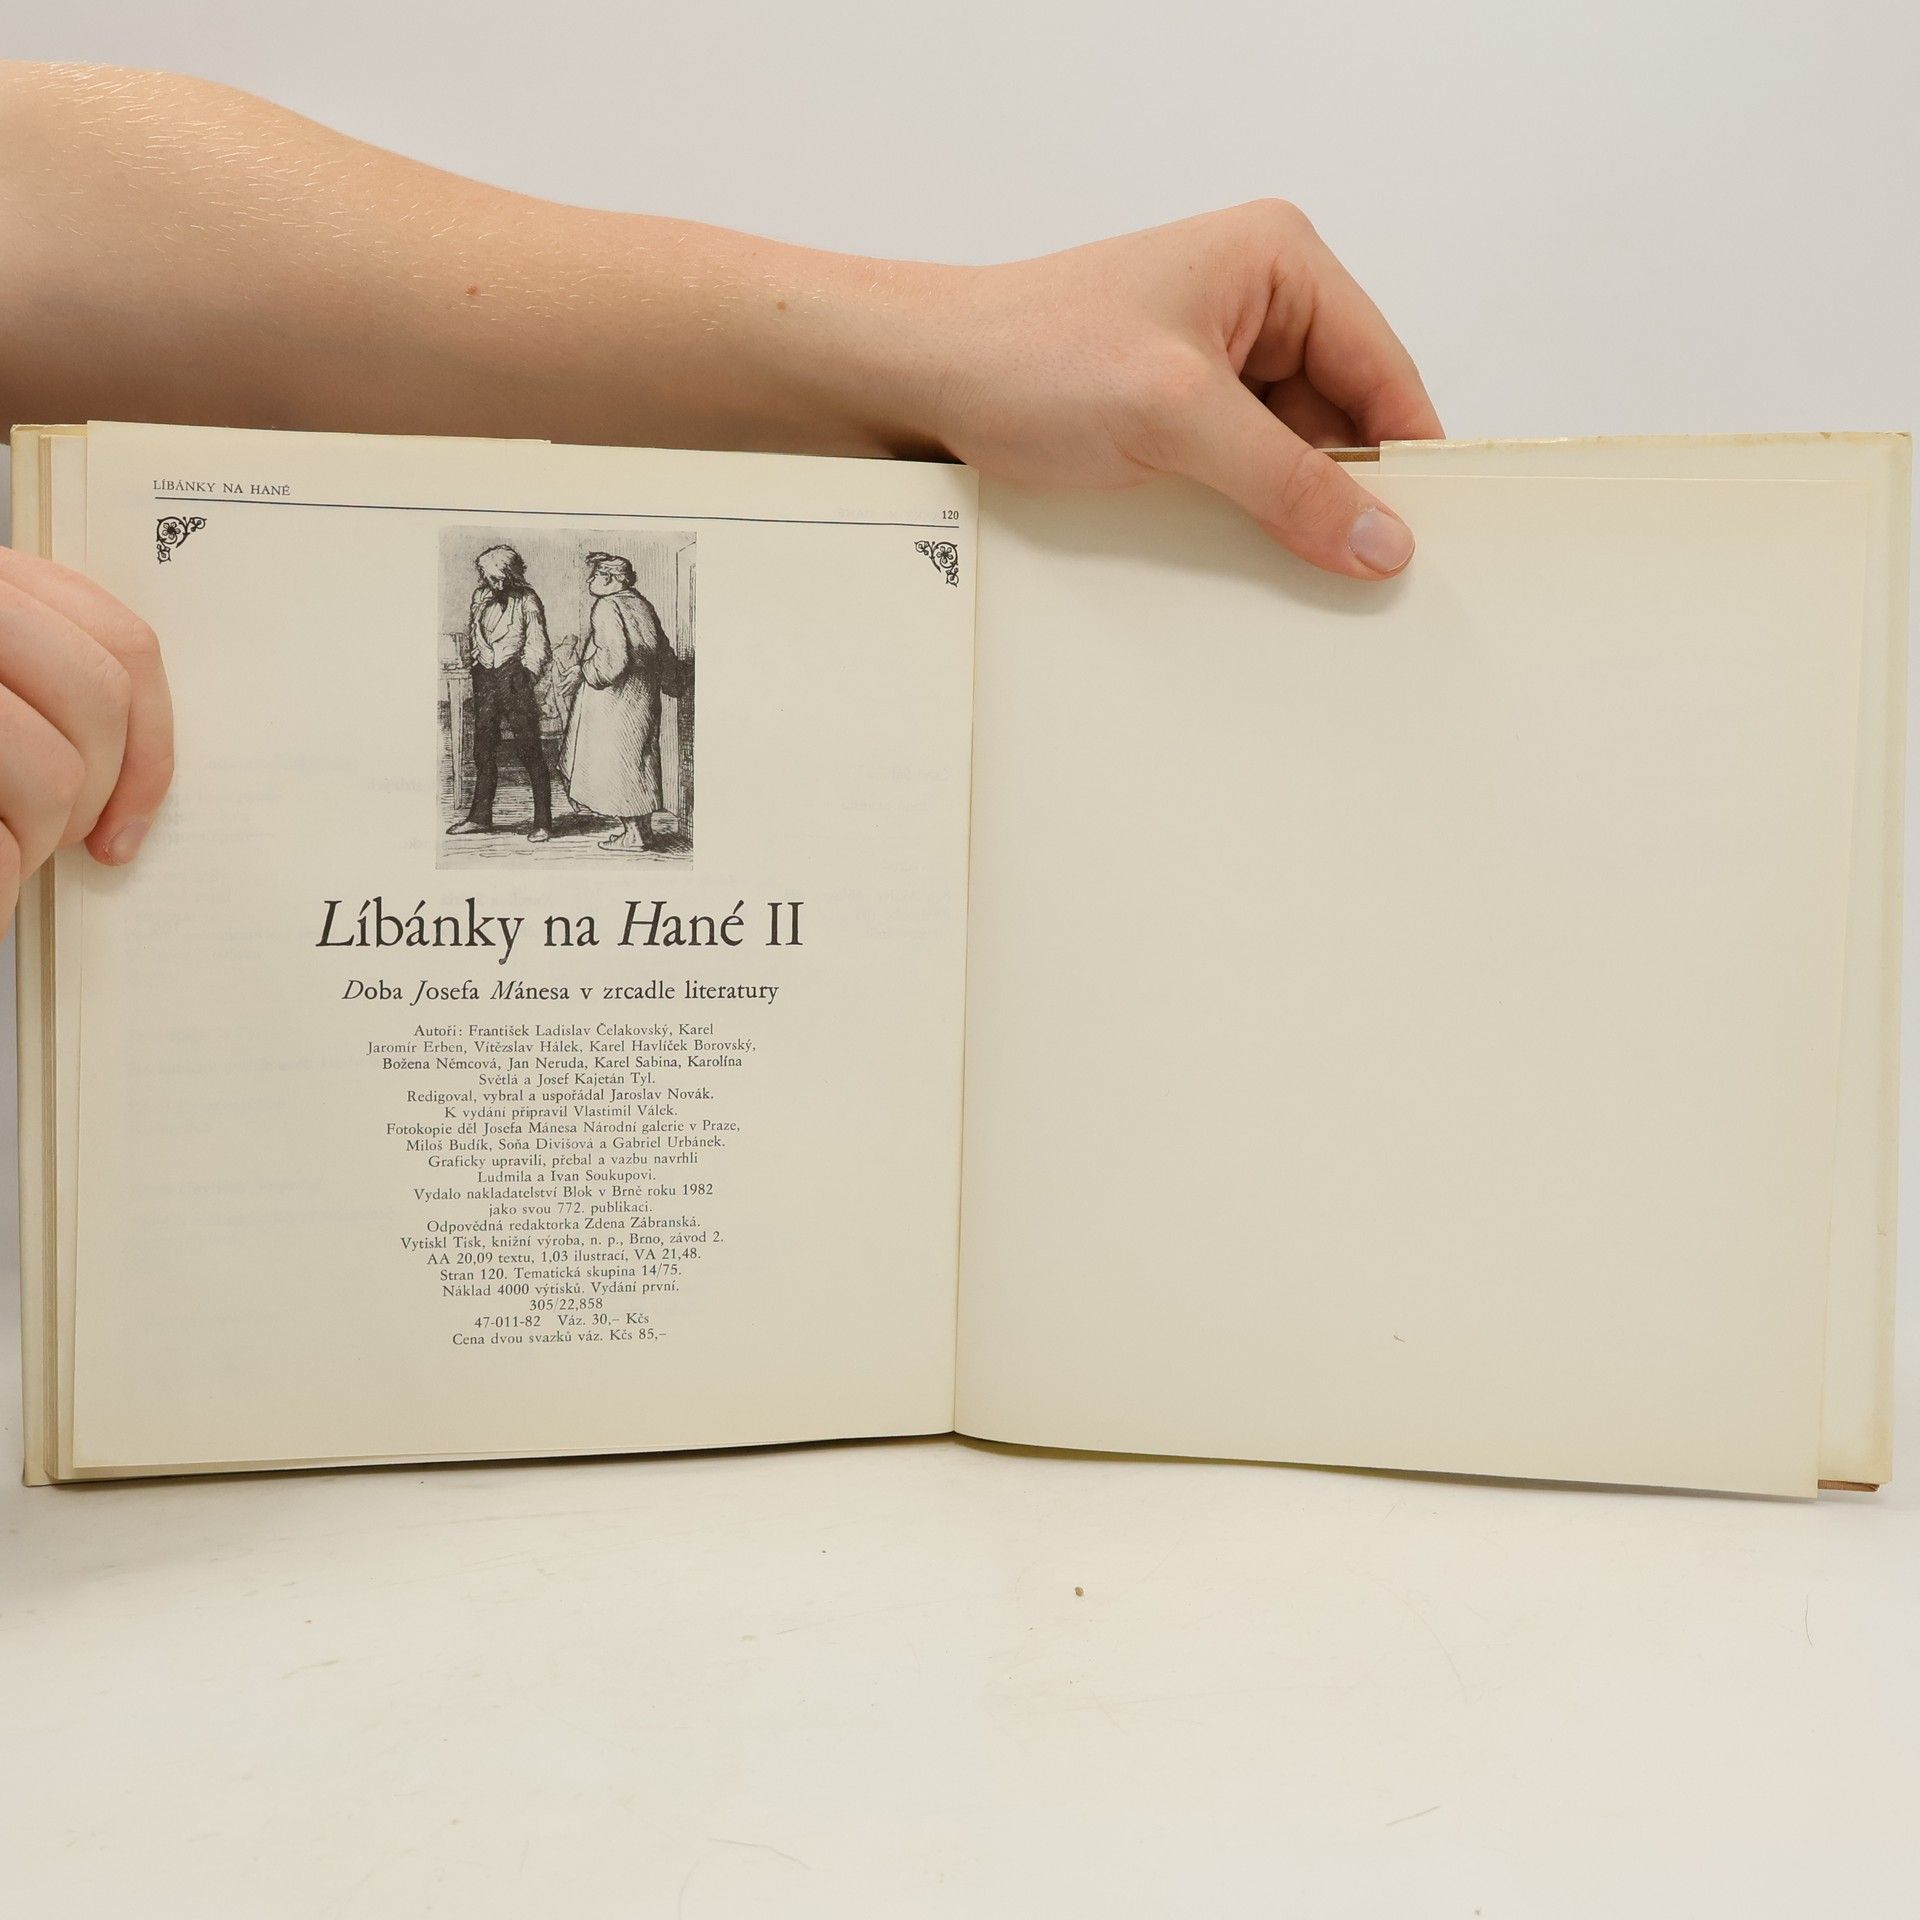 LÍBÁNKY NA HANÉ
120
Líbánky na Hané II
Doba Josefa Mánesa v zrcadle literatury
Autoři: František Ladislav Čelakovský, Karel
Jaromír Erben, Vítězslav Hálek, Karel Havlíček Borovský,
Božena Němcová, Jan Neruda, Karel Sabina, Karolína
Světlá a Josef Kajetán Tyl.
Redigoval, vybral a uspořádal Jaroslav Novák.
K vydání připravil Vlastimil Válek.
Fotokopie děl Josefa Mánesa Národní galerie v Praze,
Miloš Budík, Soňa Divišová a Gabriel Urbánek.
Graficky upravili, přebal a vazbu navrhli
Ludmila a Ivan Soukupovi.
Vydalo nakladatelství Blok v Brně roku 1982
jako svou 772. publikaci.
Odpovědná redaktorka Zdena Zábranská.
Vytiskl Tisk, knižní výroba, n. p., Brno, závod 2.
AA 20,09 textu, 1,03 ilustrací, VA 21,48.
Stran 120. Tematická skupina 14/75.
Náklad 4000 výtisků. Vydání první.
305/22,858
47-011-82 Váz. 30,– Kčs
Cena dvou svazků váz. Kčs 85,–